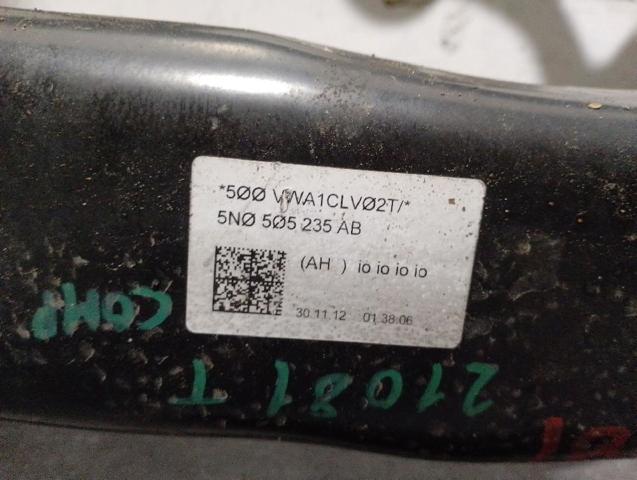 *5ØØ VWA1CLVØ2T/*
5NØ 5Ø5 235 AB
(AH ) io io io io
30.11.12 01:38:06
COMP
21081 T